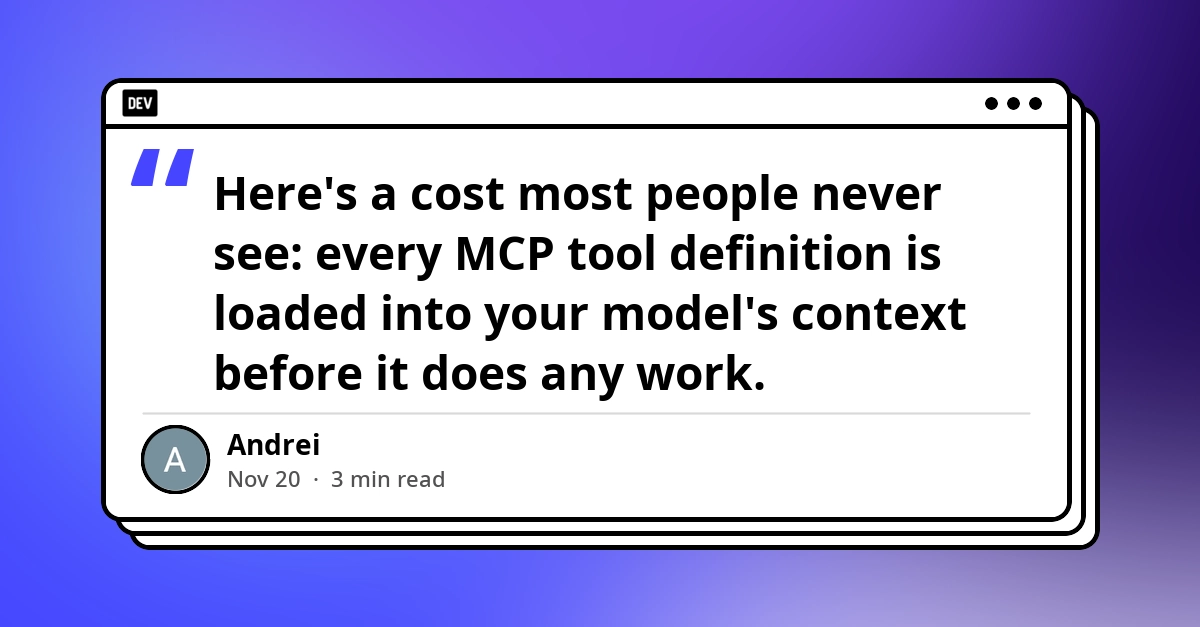 DEV
“
Here's a cost most people never
see: every MCP tool definition is
loaded into your model's context
before it does any work.
A
Andrei
Nov 20 · 3 min read